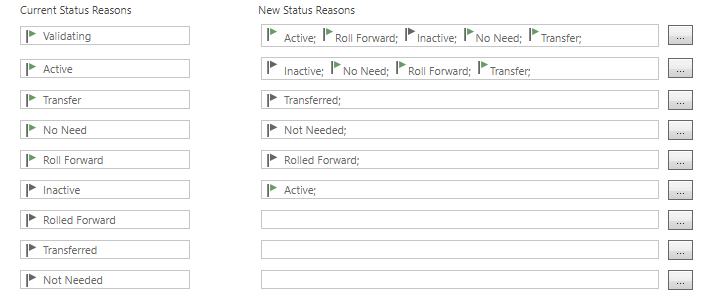 Current Status Reasons New Status Reasons
Validating Active; Roll Forward; Inactive; No Need; Transfer; ...
Active Inactive; No Need; Roll Forward; Transfer; ...
Transfer Transferred; ...
No Need Not Needed; ...
Roll Forward Rolled Forward; ...
Inactive Active; ...
Rolled Forward ...
Transferred ...
Not Needed ...